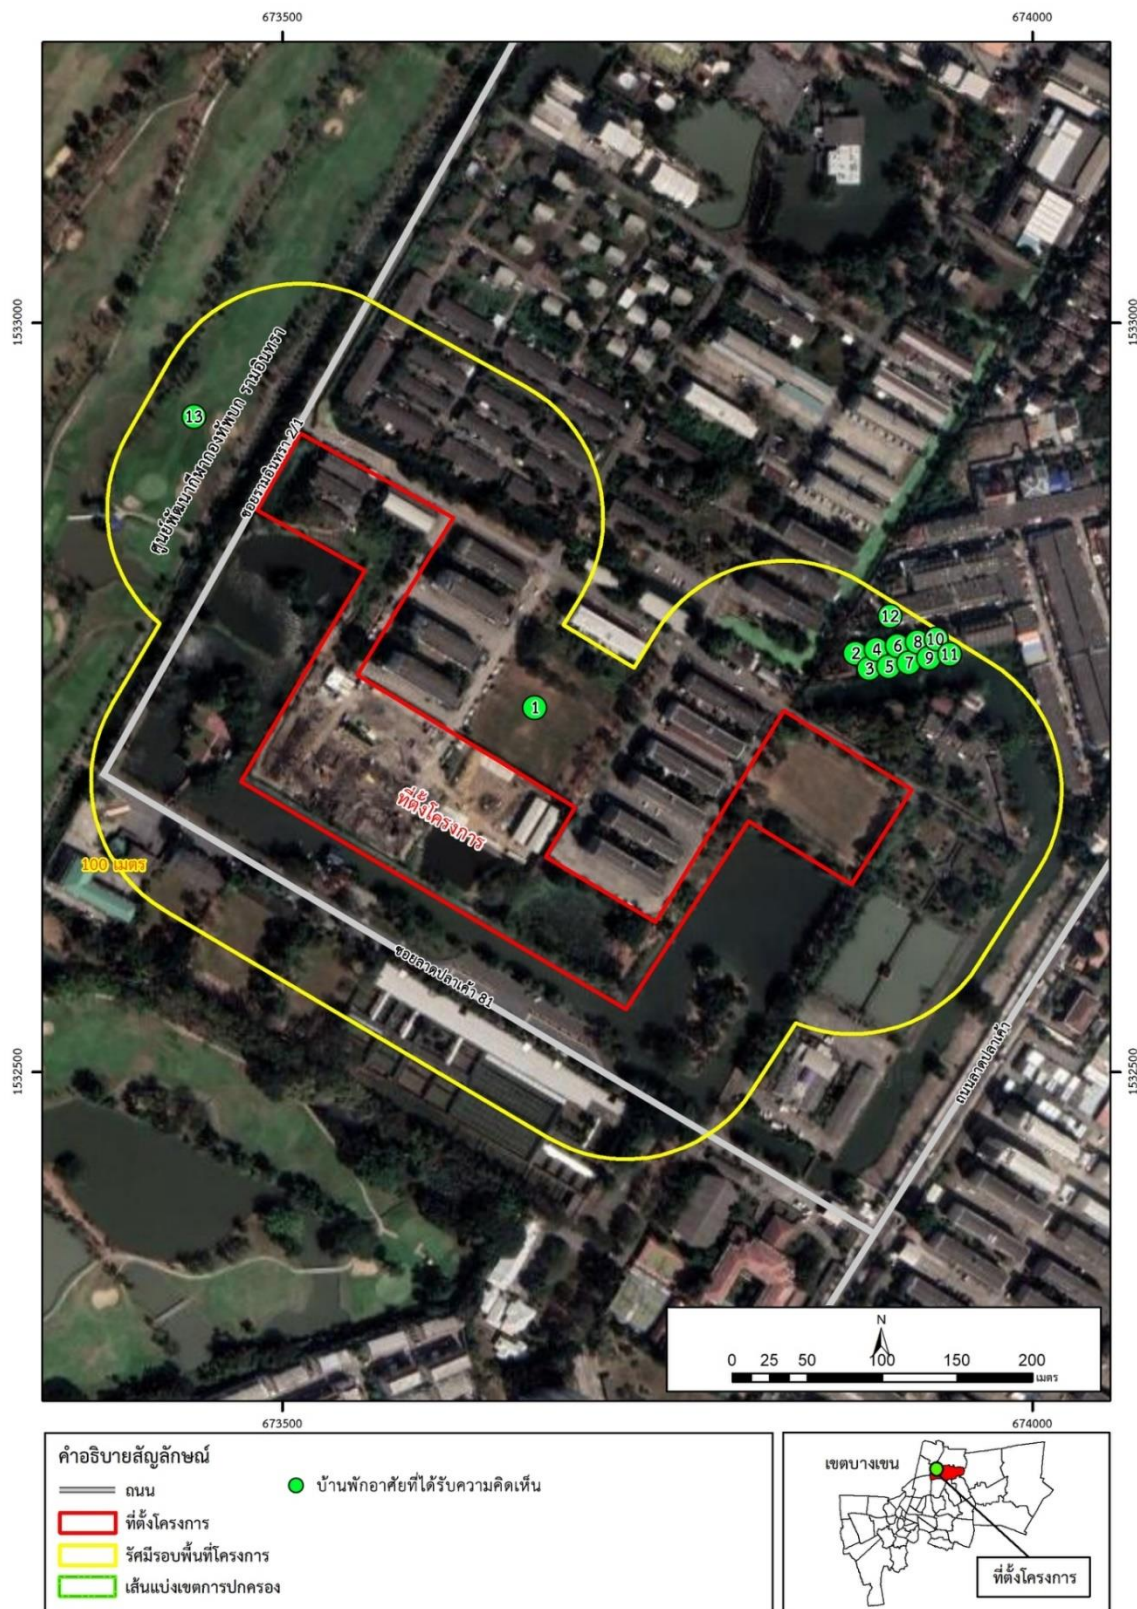 673500
674000
1533000
1533000
13
ศูนย์พัฒนากีฬากองทัพบก รามอินทรา
ซอยรามอินทรา 2/1
12
2
4
6
8
10
3
5
7
9
11
1
ที่ตั้งโครงการ
100 เมตร
ซอยลาดปลาเค้า 81
ถนนลาดปลาเค้า
1532500
1532500
N
0 25 50 100 150 200
เมตร
673500
674000
คำอธิบายสัญลักษณ์
ถนน
บ้านพักอาศัยที่ได้รับความคิดเห็น
ที่ตั้งโครงการ
รัศมีรอบพื้นที่โครงการ
เส้นแบ่งเขตการปกครอง
เขตบางเขน
ที่ตั้งโครงการ